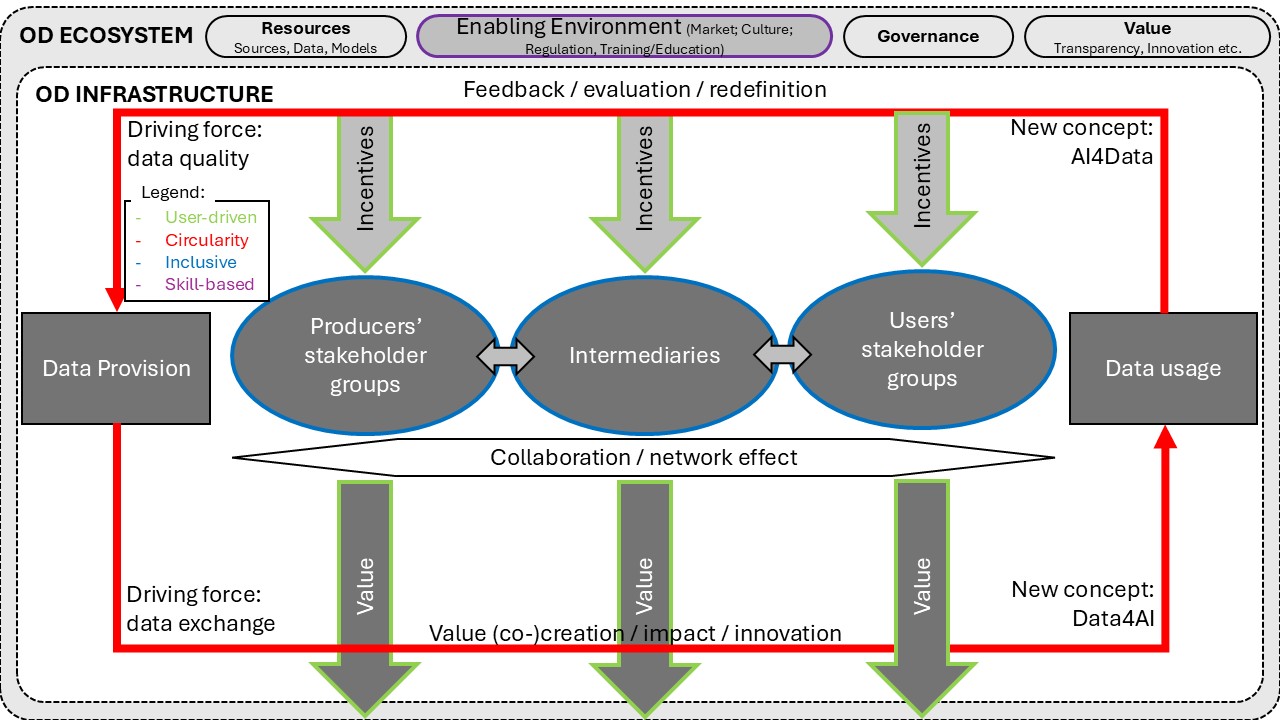 OD ECOSYSTEM
Resources
Sources, Data, Models
Enabling Environment (Market; Culture;
Regulation, Training/Education)
Governance
Value
Transparency, Innovation etc.
OD INFRASTRUCTURE
Feedback / evaluation / redefinition
Driving force:
data quality
New concept:
AI4Data
Legend:
- User-driven
- Circularity
- Inclusive
- Skill-based
Incentives
Incentives
Incentives
Data Provision
Producers’
stakeholder
groups
Intermediaries
Users’
stakeholder
groups
Data usage
Collaboration / network effect
Value
Value
Value
Driving force:
data exchange
New concept:
Data4AI
Value (co-)creation / impact / innovation